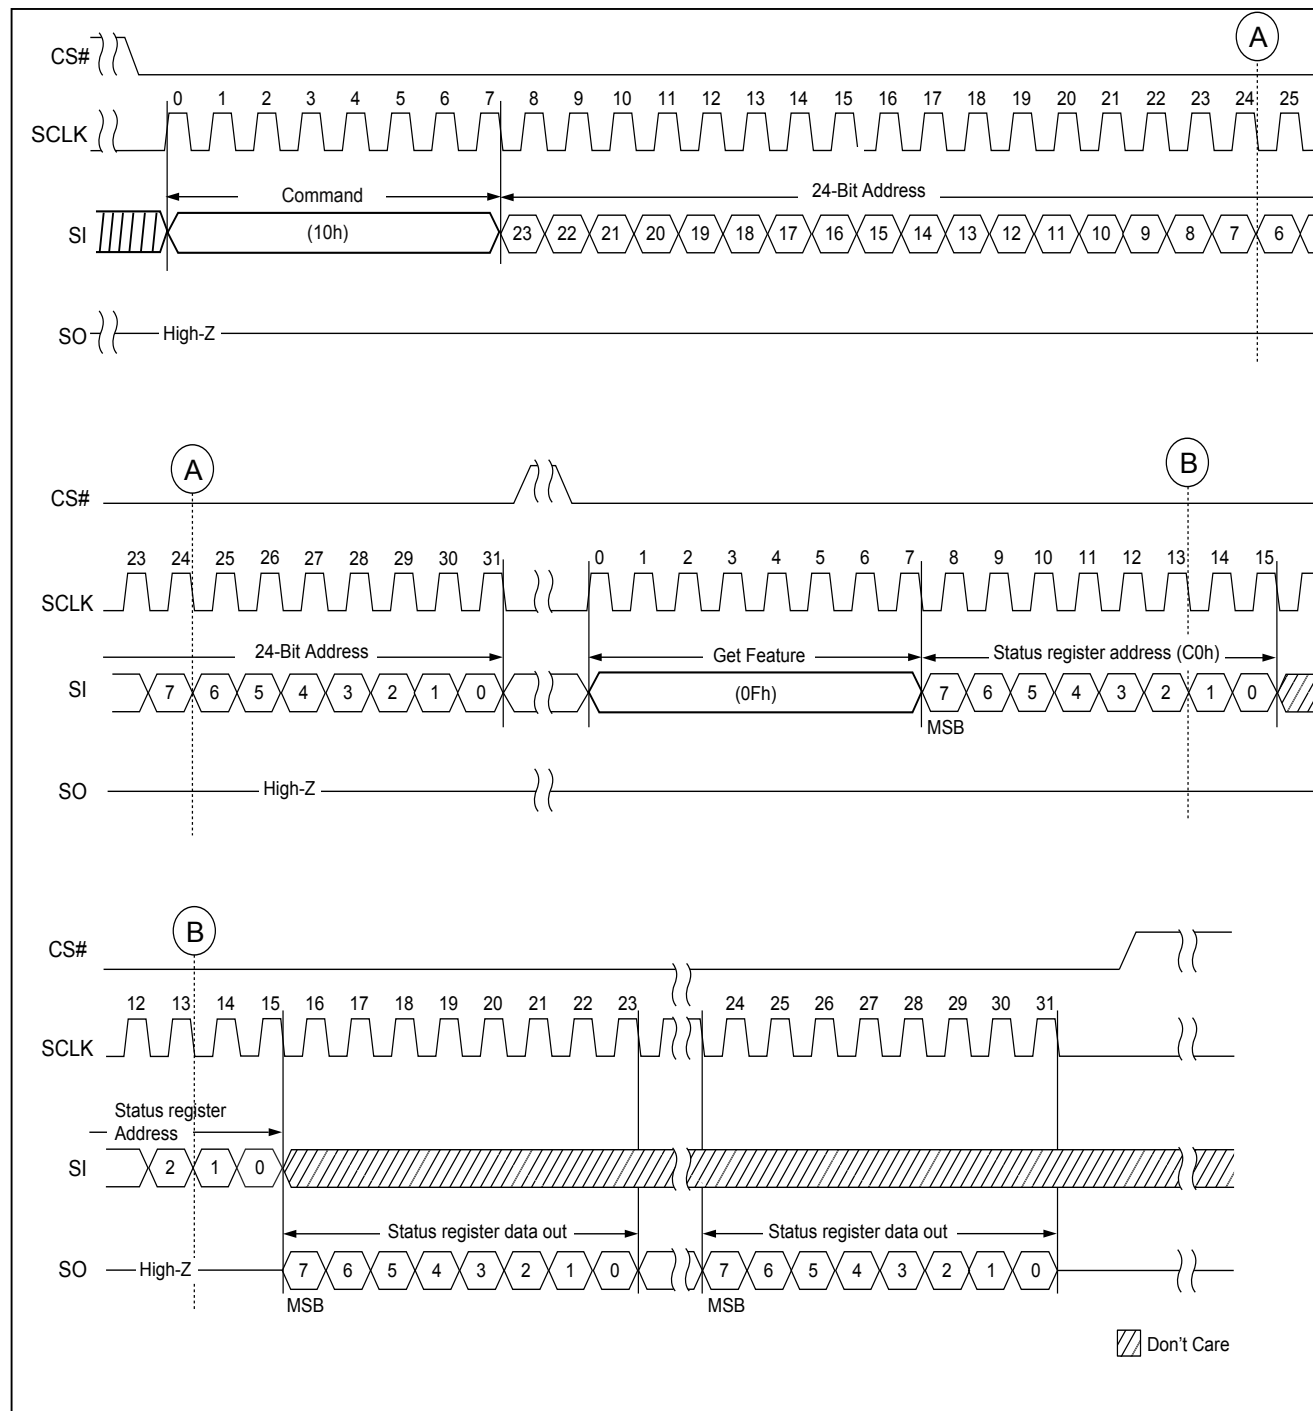 A
CS#
0 1 2 3 4 5 6 7 8 9 10 11 12 13 14 15 16 17 18 19 20 21 22 23 24 25
SCLK
Command 24-Bit Address
SI (10h) 23 22 21 20 19 18 17 16 15 14 13 12 11 10 9 8 7 6
SO High-Z
A B
CS#
23 24 25 26 27 28 29 30 31 0 1 2 3 4 5 6 7 8 9 10 11 12 13 14 15
SCLK
24-Bit Address Get Feature Status register address (C0h)
SI 7 6 5 4 3 2 1 0 (0Fh) 7 6 5 4 3 2 1 0
MSB
SO High-Z
B
CS#
12 13 14 15 16 17 18 19 20 21 22 23 24 25 26 27 28 29 30 31
SCLK
Status register
Address
SI 2 1 0
Status register data out Status register data out
SO High-Z 7 6 5 4 3 2 1 0 7 6 5 4 3 2 1 0
MSB MSB
Don't Care